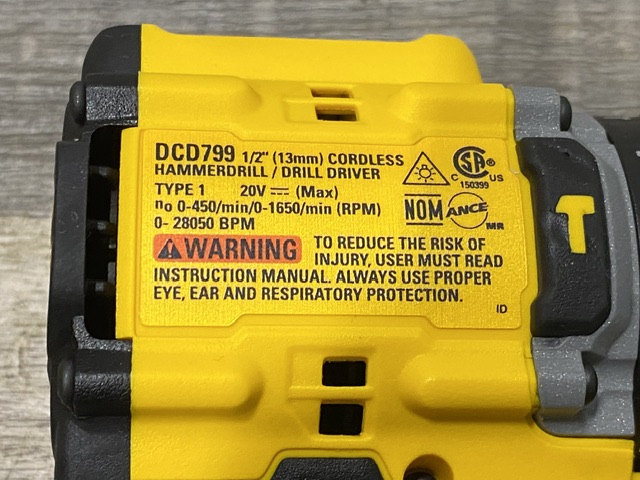 DCD799 1/2" (13mm) CORDLESS
HAMMERDRILL / DRILL DRIVER
TYPE 1 20V ⎓ (Max)
no 0-450/min/0-1650/min (RPM)
0- 28050 BPM
CSA®
C US
150399
NOM ANCE
MR
⚠WARNING TO REDUCE THE RISK OF
INJURY, USER MUST READ
INSTRUCTION MANUAL. ALWAYS USE PROPER
EYE, EAR AND RESPIRATORY PROTECTION.
ID